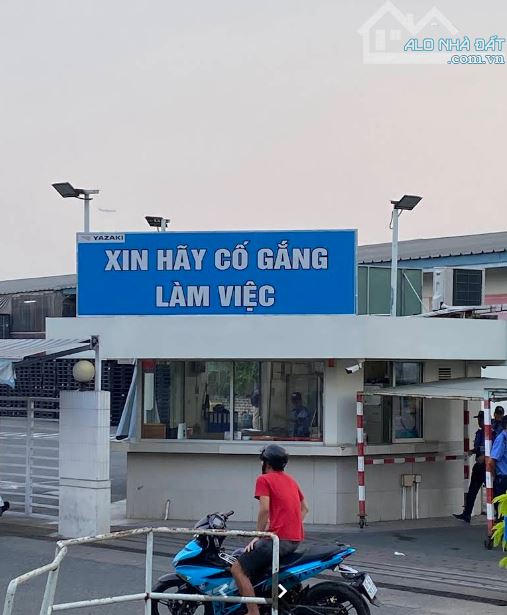 ALO NHÀ ĐẤT
.com.vn
YAZAKI
XIN HÃY CỐ GẮNG
LÀM VIỆC